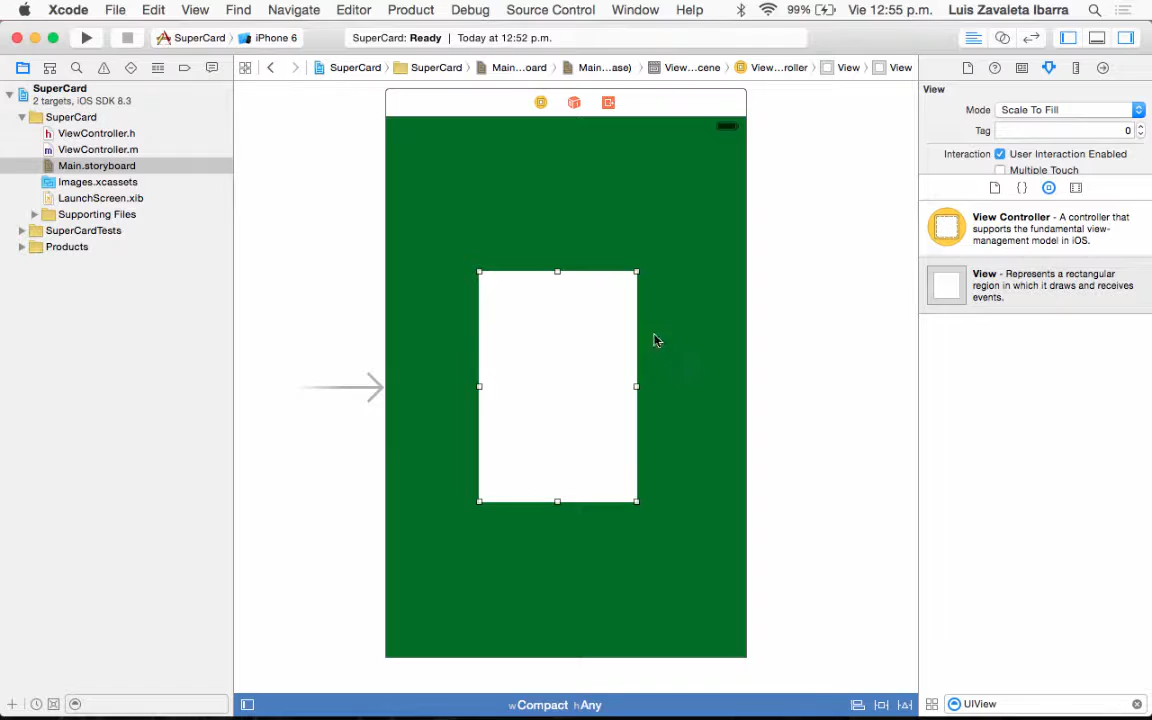 Xcode File Edit View Find Navigate Editor Product Debug Source Control Window Help 99% Vie 12:55 p.m. Luis Zavaleta Ibarra
SuperCard iPhone 6 SuperCard: Ready Today at 12:52 p.m.
SuperCard SuperCard Main....oard Main....ase) View...cene View...roller View View
SuperCard
2 targets, iOS SDK 8.3
SuperCard
h ViewController.h
m ViewController.m
Main.storyboard
Images.xcassets
LaunchScreen.xib
Supporting Files
SuperCardTests
Products
View
Mode Scale To Fill
Tag 0
Interaction User Interaction Enabled
Multiple Touch
{}
View Controller - A controller that
supports the fundamental view-
management model in iOS.
View - Represents a rectangular
region in which it draws and receives
events.
wCompact hAny
UIView